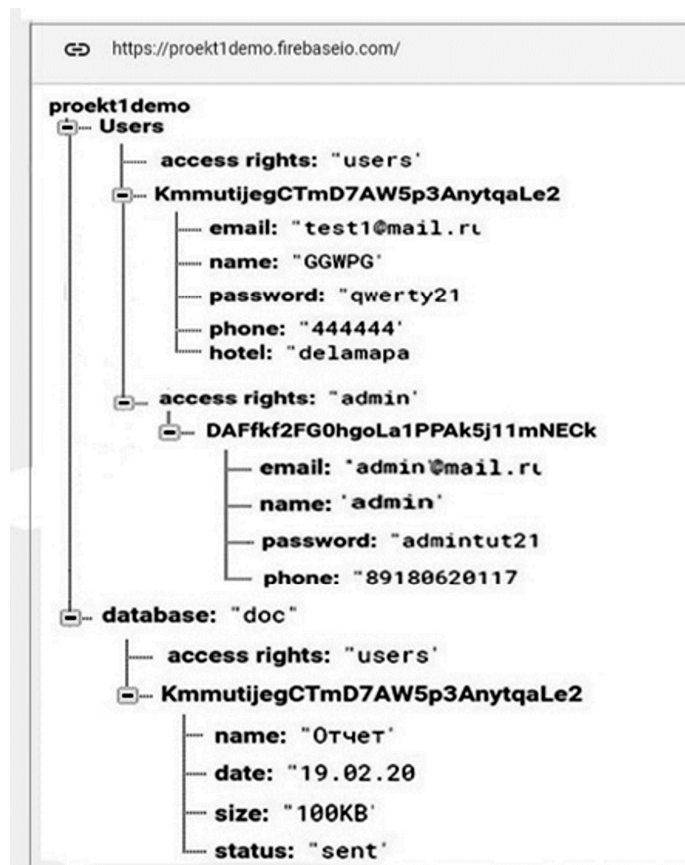 https://proekt1demo.firebaseio.com/
proekt1demo
Users
access rights: "users'
KmmutijegCTmD7AW5p3AnytqaLe2
email: "test1@mail.ru
name: "GGWPG'
password: "qwerty21
phone: "444444'
hotel: "delamapa
access rights: "admin'
DAFfkf2FG0hgoLa1PPAk5j11mNECk
email: 'admin'@mail.ru
name: 'admin'
password: "admintut21
phone: "89180620117
database: "doc"
access rights: "users'
KmmutijegCTmD7AW5p3AnytqaLe2
name: "Отчет'
date: "19.02.20
size: "100KB'
status: "sent'